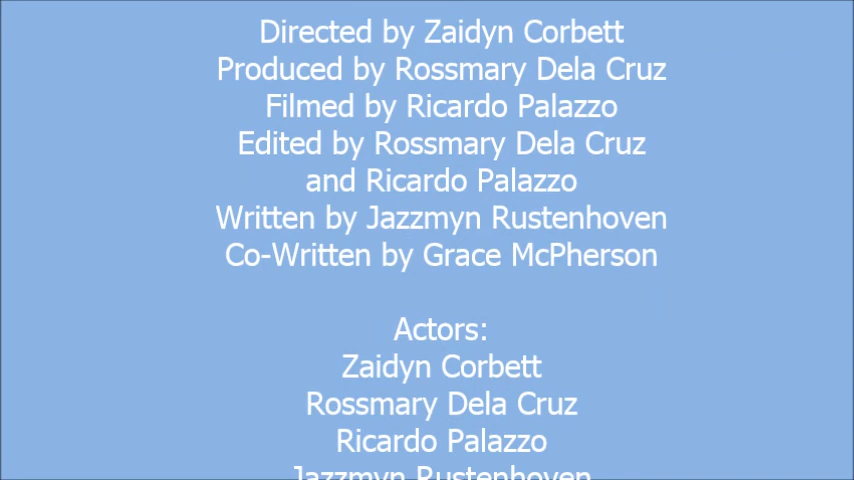 Directed by Zaidyn Corbett
Produced by Rossmary Dela Cruz
Filmed by Ricardo Palazzo
Edited by Rossmary Dela Cruz
and Ricardo Palazzo
Written by Jazzmyn Rustenhoven
Co-Written by Grace McPherson
Actors:
Zaidyn Corbett
Rossmary Dela Cruz
Ricardo Palazzo
Jazzmyn Rustenhoven